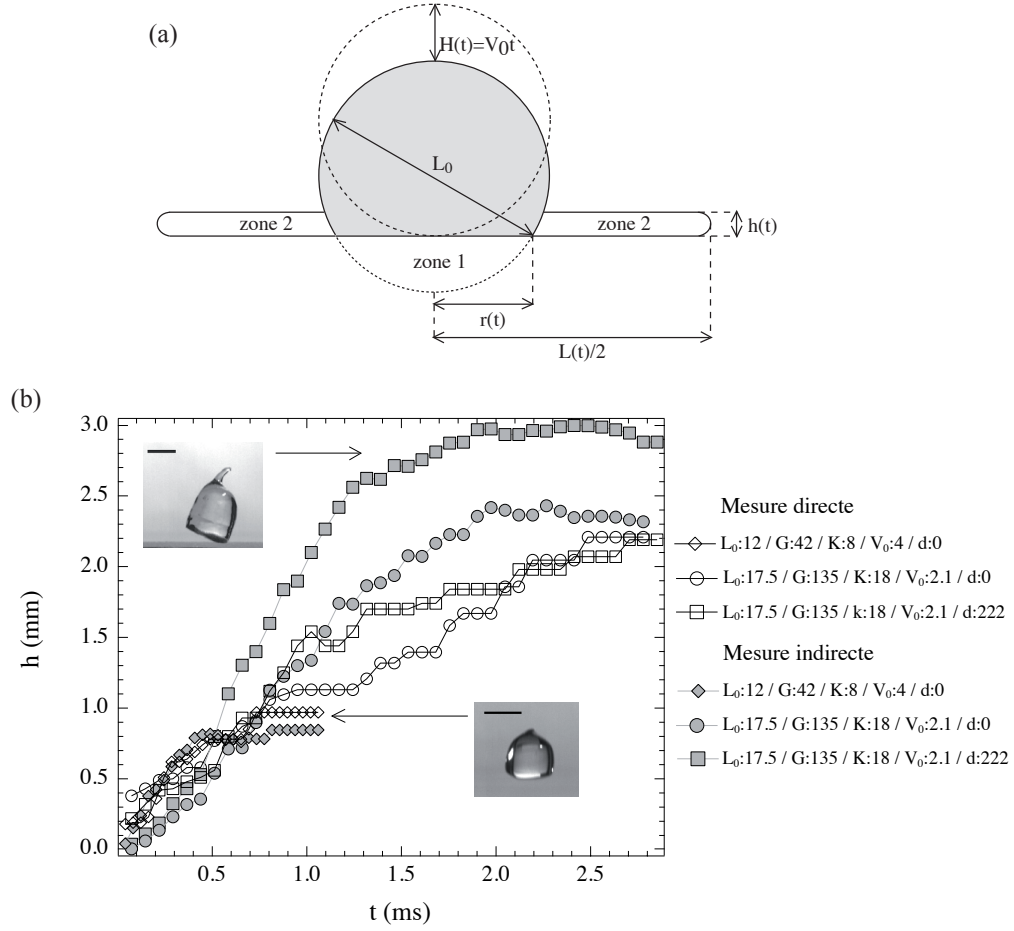 (a)
H(t)=V0t
L0
zone 2
zone 2
h(t)
zone 1
r(t)
L(t)/2
(b)
3.0
2.5
2.0
1.5
1.0
0.5
0.0
h (mm)
0.5
1.0
1.5
2.0
2.5
t (ms)
Mesure directe
L0:12 / G:42 / K:8 / V0:4 / d:0
L0:17.5 / G:135 / K:18 / V0:2.1 / d:0
L0:17.5 / G:135 / k:18 / V0:2.1 / d:222
Mesure indirecte
L0:12 / G:42 / K:8 / V0:4 / d:0
L0:17.5 / G:135 / K:18 / V0:2.1 / d:0
L0:17.5 / G:135 / K:18 / V0:2.1 / d:222